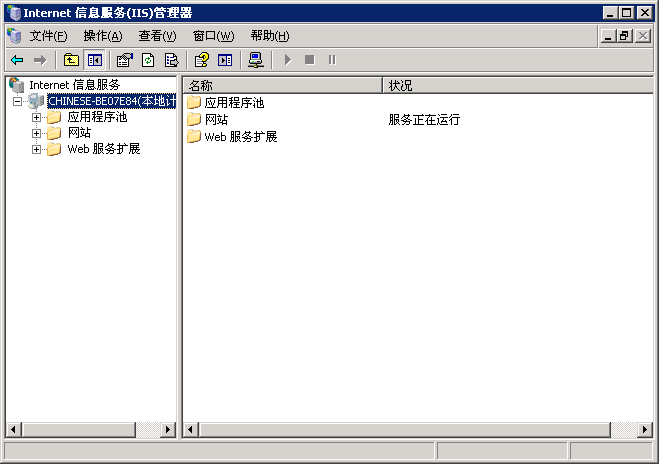 Internet 信息服务(IIS)管理器
文件(F) 操作(A) 查看(V) 窗口(W) 帮助(H)
Internet 信息服务
CHINESE-BE07E84(本地计
应用程序池
网站
Web 服务扩展
名称 状况
应用程序池
网站 服务正在运行
Web 服务扩展